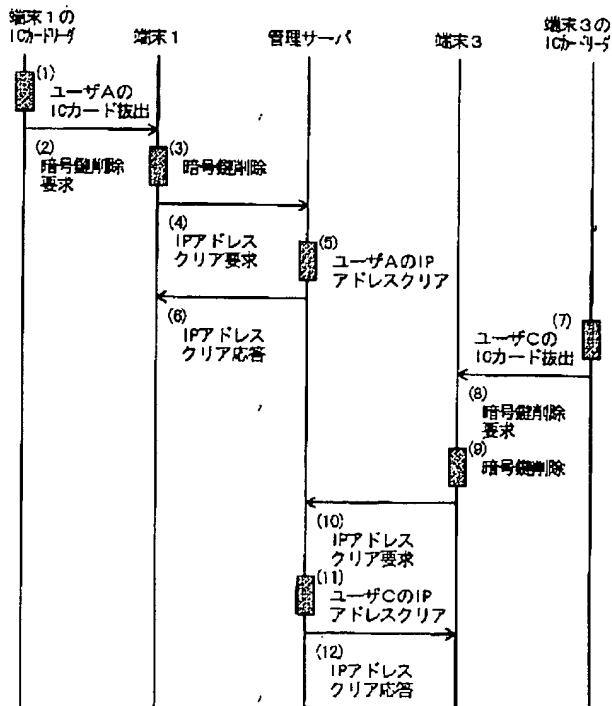 端末1の
ICカードリーダ
端末1
管理サーバ
端末3
端末3の
ICカードリーダ
(1)
ユーザAの
ICカード抜出
(2)
暗号鍵削除
要求
(3)
暗号鍵削除
(4)
IPアドレス
クリア要求
(5)
ユーザAのIP
アドレスクリア
(6)
IPアドレス
クリア応答
(7)
ユーザCの
ICカード抜出
(8)
暗号鍵削除
要求
(9)
暗号鍵削除
(10)
IPアドレス
クリア要求
(11)
ユーザCのIP
アドレスクリア
(12)
IPアドレス
クリア応答